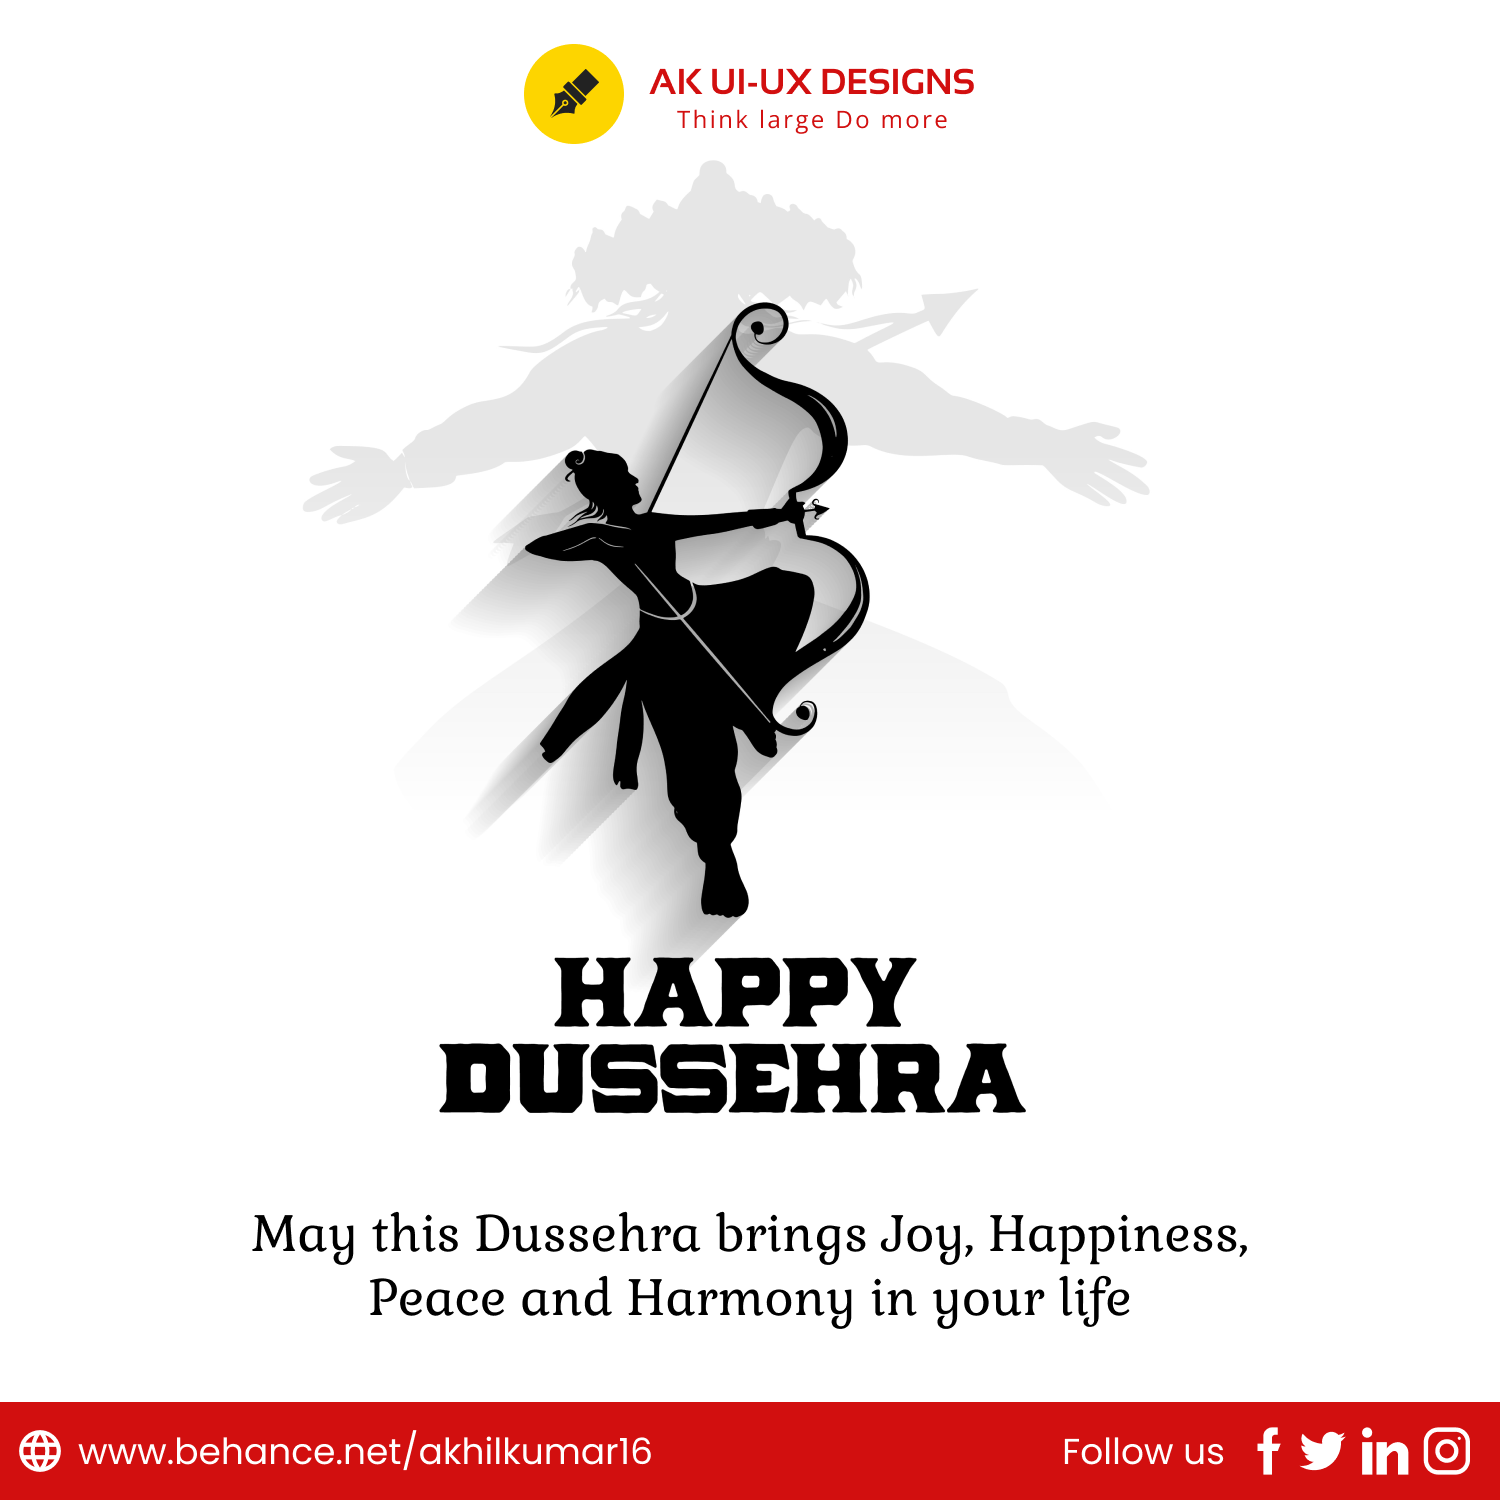 AK UI-UX DESIGNS
Think large Do more
HAPPY
DUSSEHRA
May this Dussehra brings Joy, Happiness,
Peace and Harmony in your life
www.behance.net/akhilkumar16
Follow us